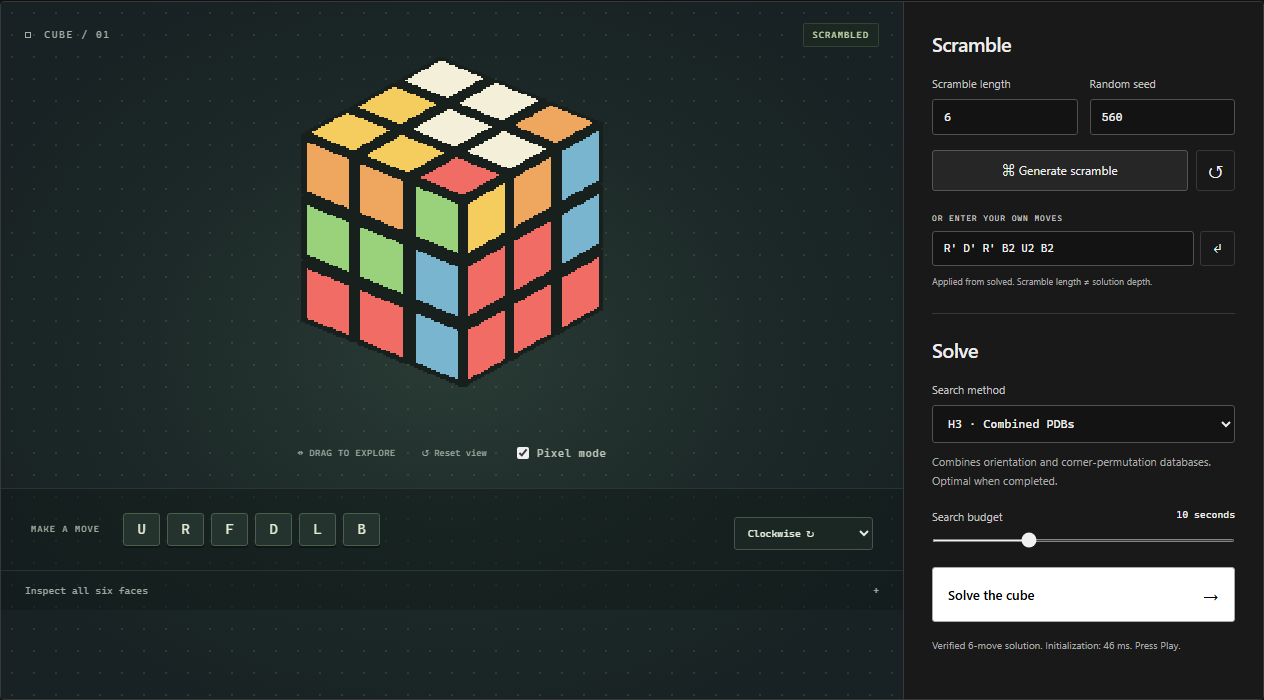 CUBE / 01
SCRAMBLED
DRAG TO EXPLORE
↺ Reset view
Pixel mode
MAKE A MOVE
U R F D L B
Clockwise ↻
Inspect all six faces
+
Scramble
Scramble length
Random seed
6
560
⌘ Generate scramble
↺
OR ENTER YOUR OWN MOVES
R' D' R' B2 U2 B2
↵
Applied from solved. Scramble length ≠ solution depth.
Solve
Search method
H3 · Combined PDBs
Combines orientation and corner-permutation databases.
Optimal when completed.
Search budget
10 seconds
Solve the cube
→
Verified 6-move solution. Initialization: 46 ms. Press Play.